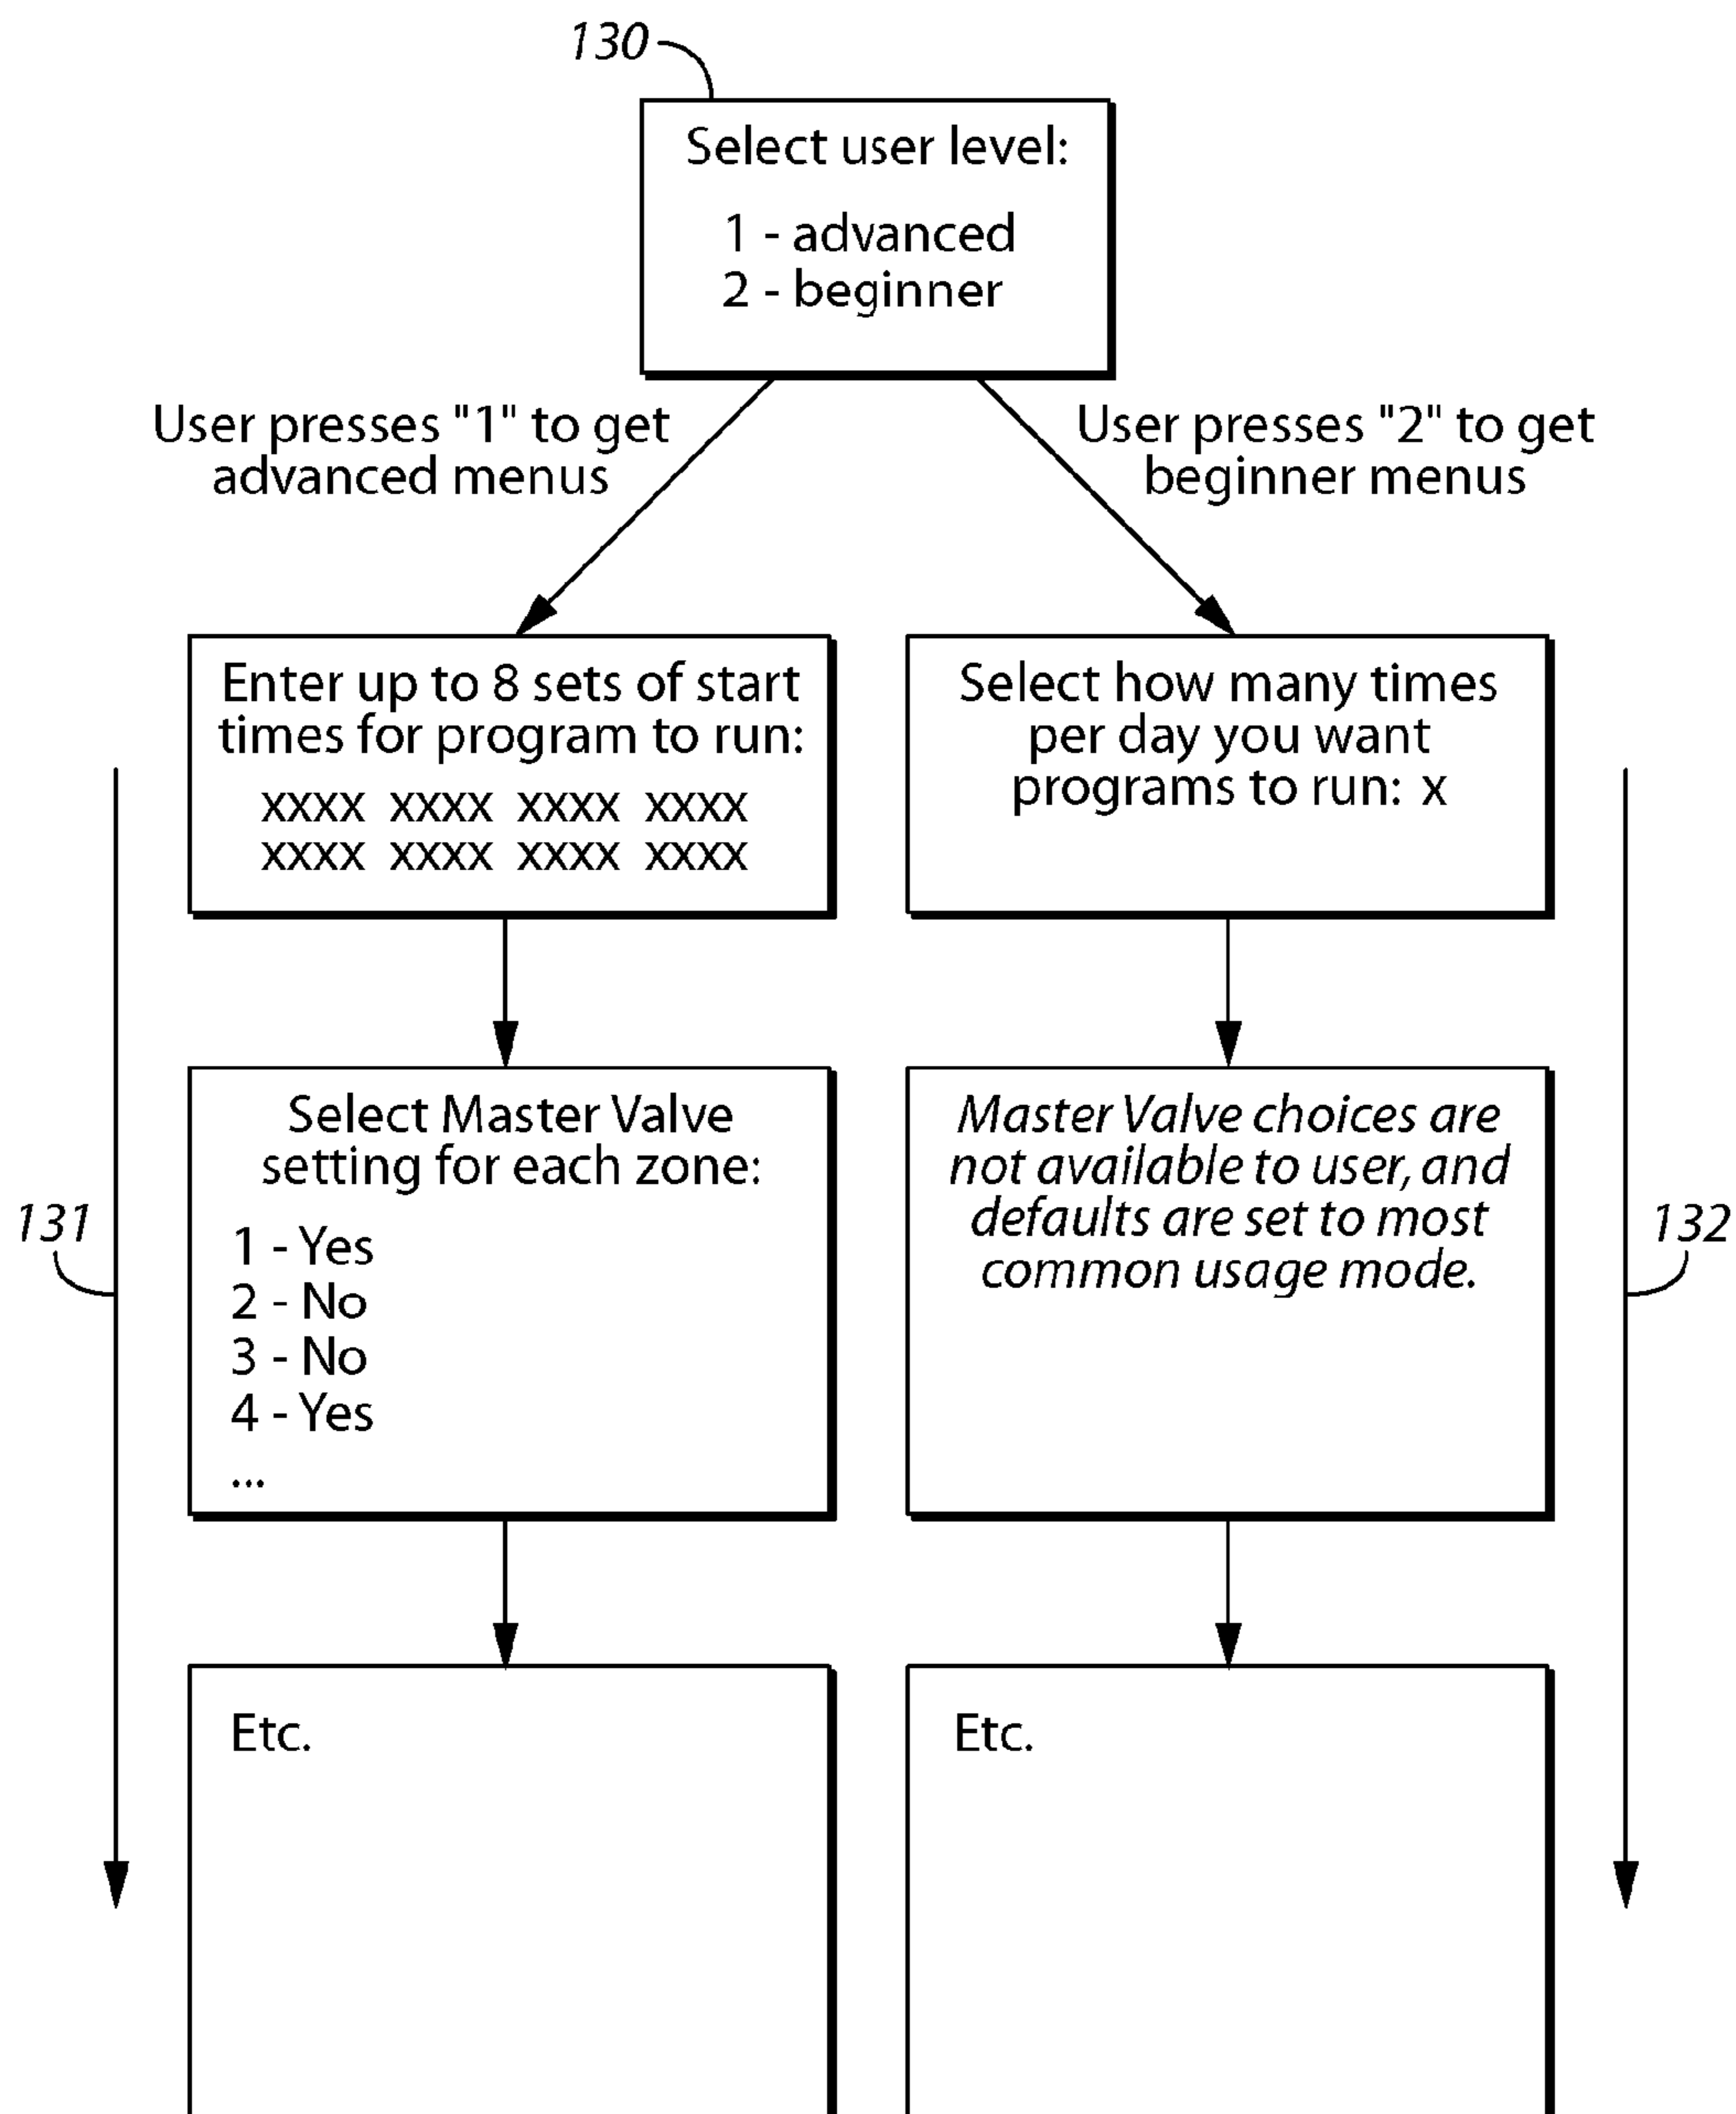 130
Select user level:
1 - advanced
2 - beginner
User presses "1" to get
advanced menus
User presses "2" to get
beginner menus
Enter up to 8 sets of start
times for program to run:
xxxx xxxx xxxx xxxx
xxxx xxxx xxxx xxxx
Select how many times
per day you want
programs to run: x
131
Select Master Valve
setting for each zone:
1 - Yes
2 - No
3 - No
4 - Yes
...
Master Valve choices are
not available to user, and
defaults are set to most
common usage mode.
132
Etc.
Etc.